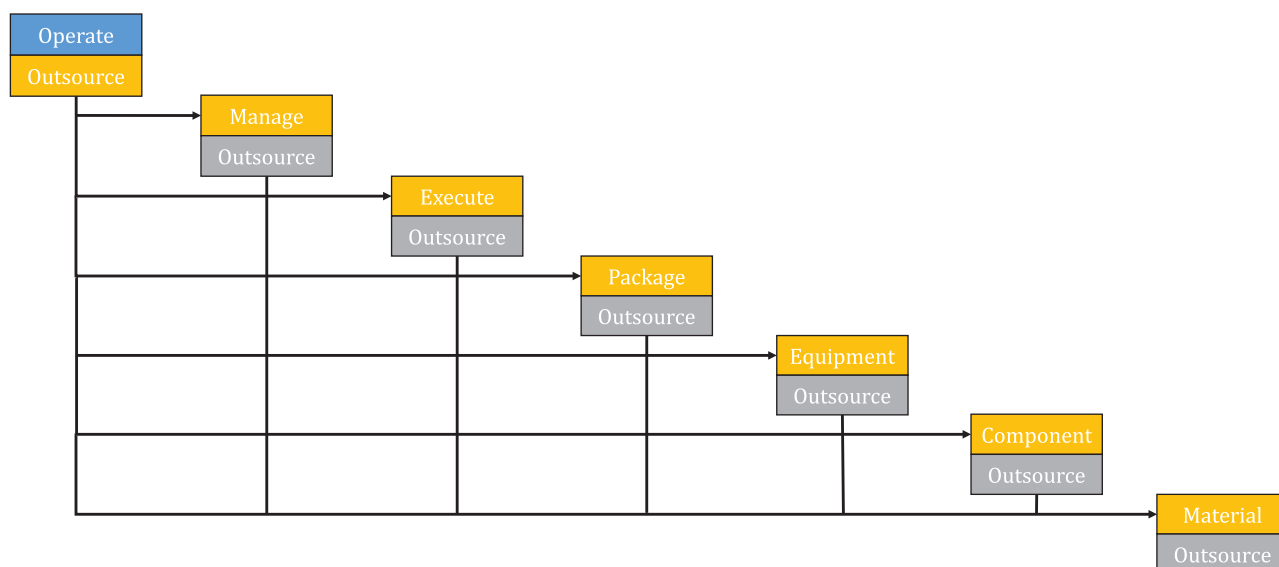 Operate
Outsource
Manage
Outsource
Execute
Outsource
Package
Outsource
Equipment
Outsource
Component
Outsource
Material
Outsource